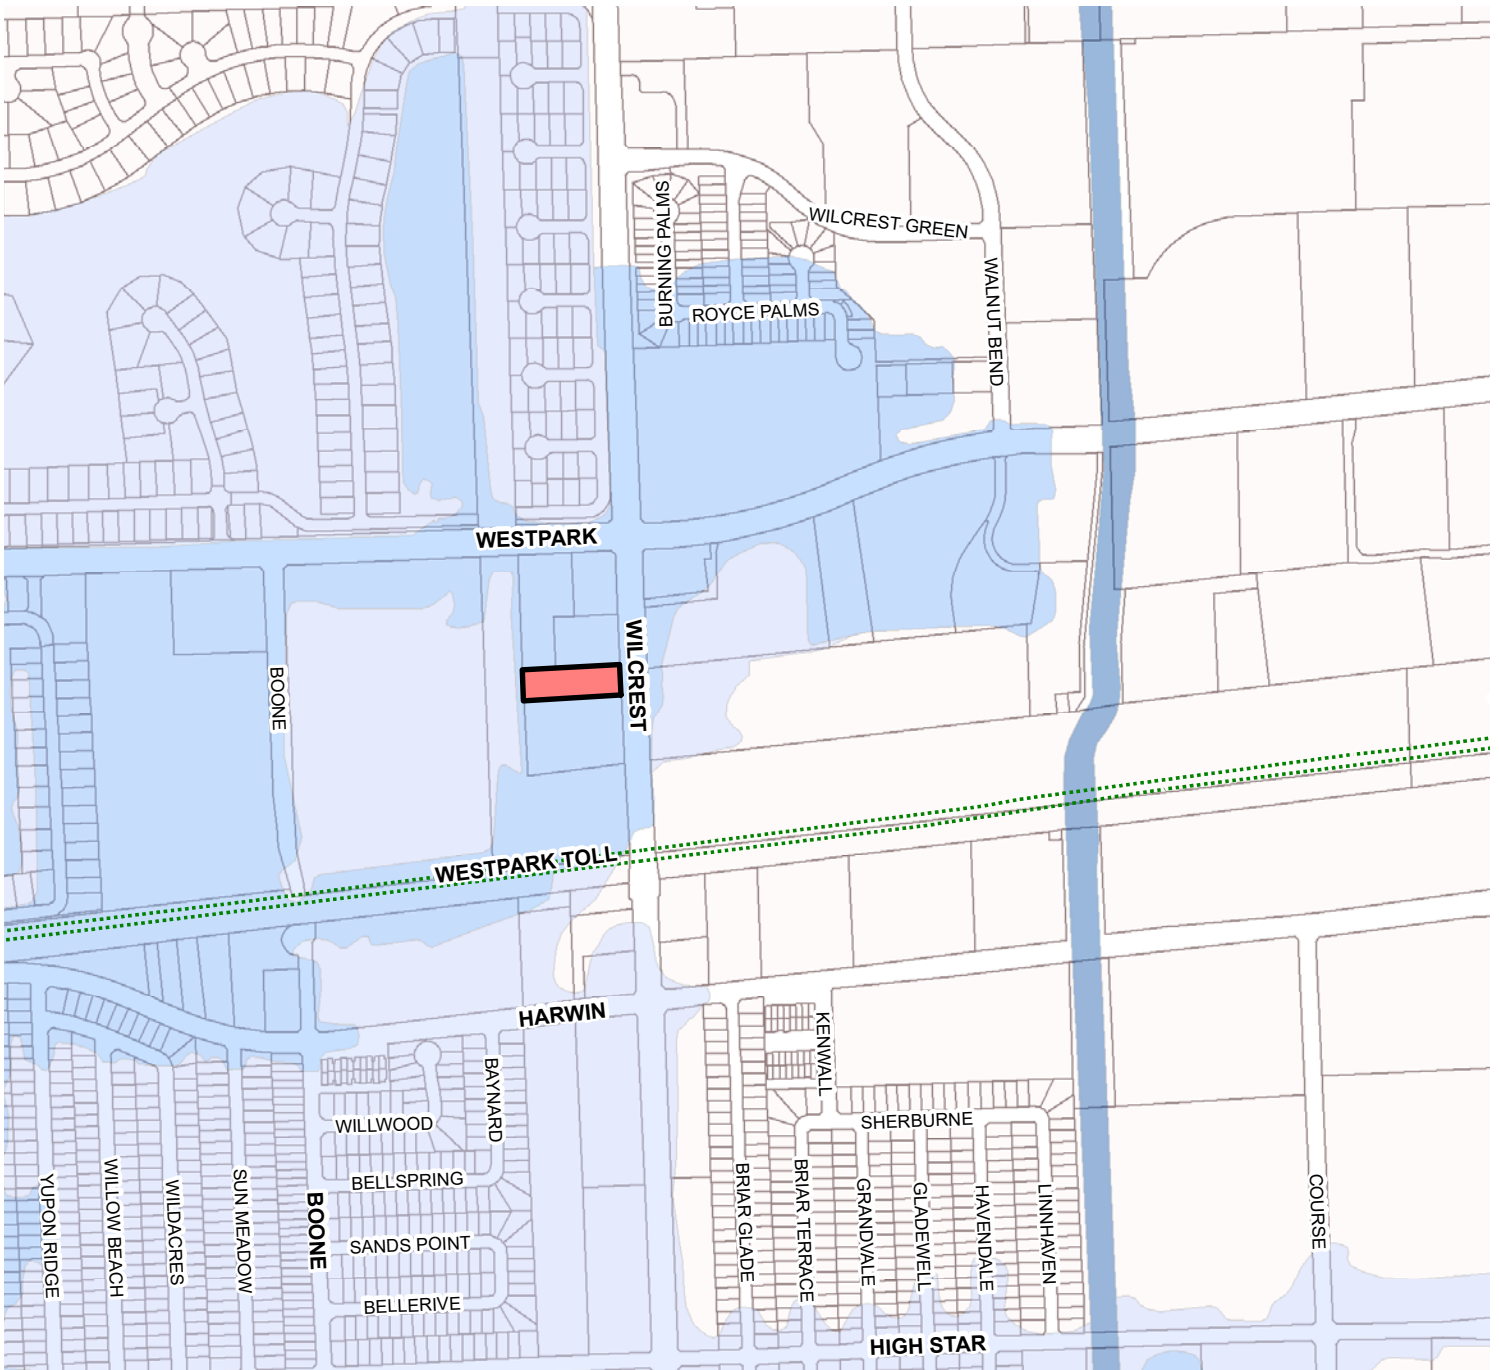 BURNING PALMS
WILCREST GREEN
WALNUT BEND
ROYCE PALMS
WESTPARK
WILCREST
BOONE
WESTPARK TOLL
HARWIN
KENWALL
BAYNARD
WILLWOOD
SHERBURNE
BELLSPRING
YUPON RIDGE
WILLOW BEACH
WILDACRES
SUN MEADOW
BOONE
BRIAR GLADE
BRIAR TERRACE
GRANDVALE
GLADEWELL
HAVENDALE
LINNHAVEN
COURSE
SANDS POINT
BELLERIVE
HIGH STAR